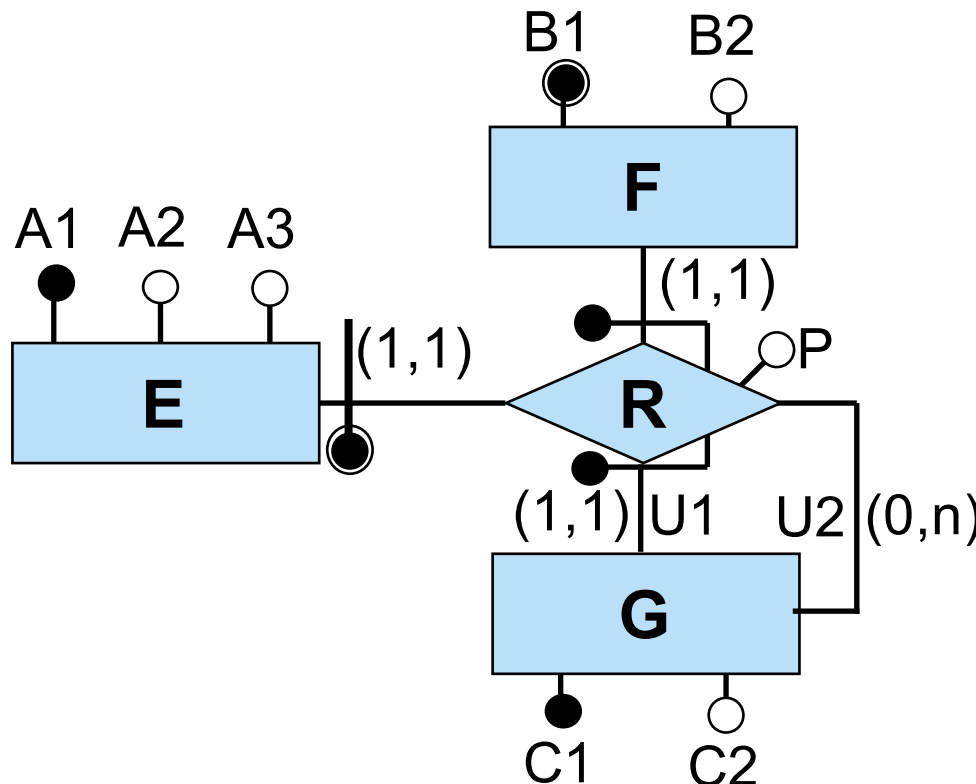 B1
B2
F
A1
A2
A3
(1,1)
(1,1)
P
E
R
(1,1)
U1
U2
(0,n)
G
C1
C2